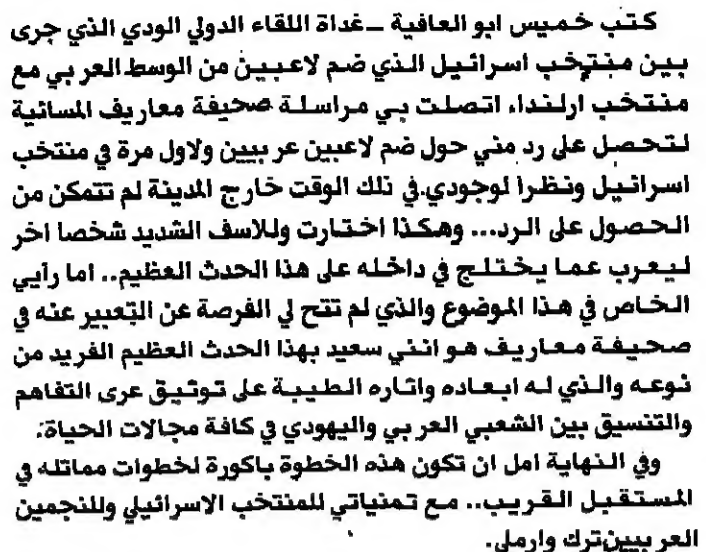 كتب خميس ابو العافية ــ غداة اللقاء الدولي الودي الذي جرى
بين منتخب اسرائيل الذي ضم لاعبين من الوسط العربي مع
منتخب ارلندا، اتصلت بي مراسلة صحيفة معاريف المسائية
لتحصل على رد مني حول ضم لاعبين عربيين ولاول مرة في منتخب
اسرائيل ونظرا لوجودي.في ذلك الوقت خارج المدينة لم تتمكن من
الحصول على الرد... وهكذا اختارت وللاسف الشديد شخصا اخر
ليعرب عما يختلج في داخله على هذا الحدث العظيم.. اما رأيي
الخاص في هذا الموضوع والذي لم تتح لي الفرصة عن التعبير عنه في
صحيفة معاريف هو انني سعيد بهذا الحدث العظيم الفريد من
نوعه والذي له ابعاده واثاره الطيبة على توثيق عرى التفاهم
والتنسيق بين الشعبي العربي واليهودي في كافة مجالات الحياة.
وفي النهاية امل ان تكون هذه الخطوة باكورة لخطوات مماثله في
المستقبل القريب.. مع تمنياتي للمنتخب الاسرائيلي وللنجمين
العربيين ترك وارملي.